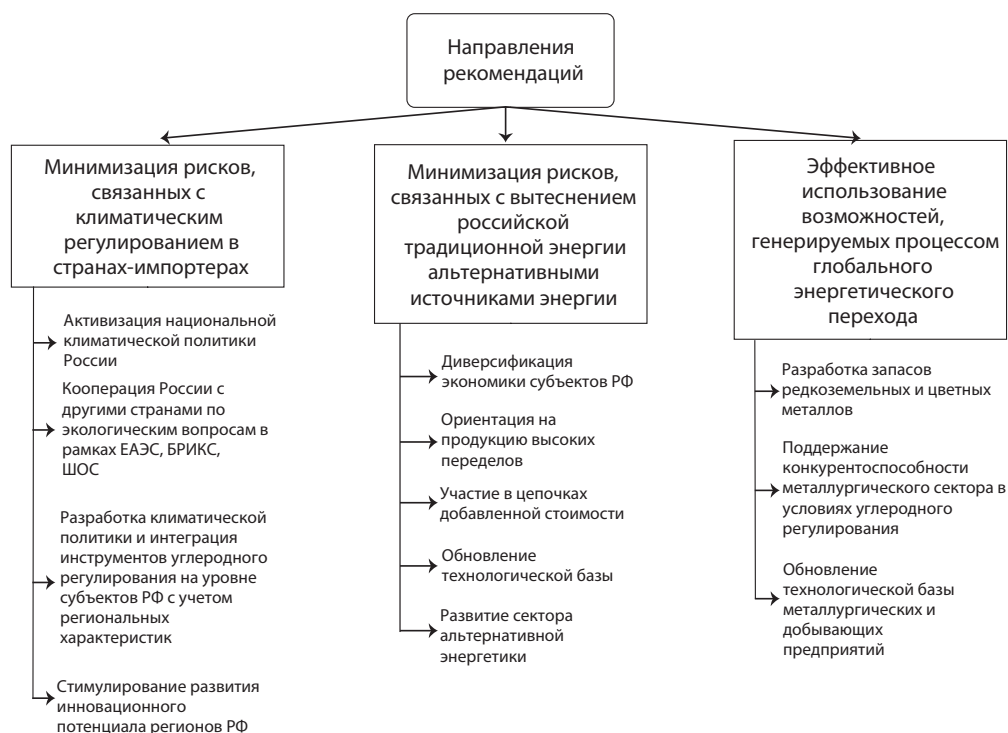 Направления
рекомендаций
Минимизация рисков,
связанных с
климатическим
регулированием в
странах-импортерах
Активизация национальной
климатической политики
России
Кооперация России с
другими странами по
экологическим вопросам в
рамках ЕАЭС, БРИКС,
ШОС
Разработка климатической
политики и интеграция
инструментов углеродного
регулирования на уровне
субъектов РФ с учетом
региональных
характеристик
Стимулирование развития
инновационного
потенциала регионов РФ
Минимизация рисков,
связанных с вытеснением
российской
традиционной энергии
альтернативными
источниками энергии
Диверсификация
экономики субъектов РФ
Ориентация на
продукцию высоких
переделов
Участие в цепочках
добавленной стоимости
Обновление
технологической базы
Развитие сектора
альтернативной
энергетики
Эффективное
использование
возможностей,
генерируемых процессом
глобального
энергетического
перехода
Разработка запасов
редкоземельных и цветных
металлов
Поддержание
конкурентоспособности
металлургического сектора в
условиях углеродного
регулирования
Обновление
технологической базы
металлургических и
добывающих
предприятий